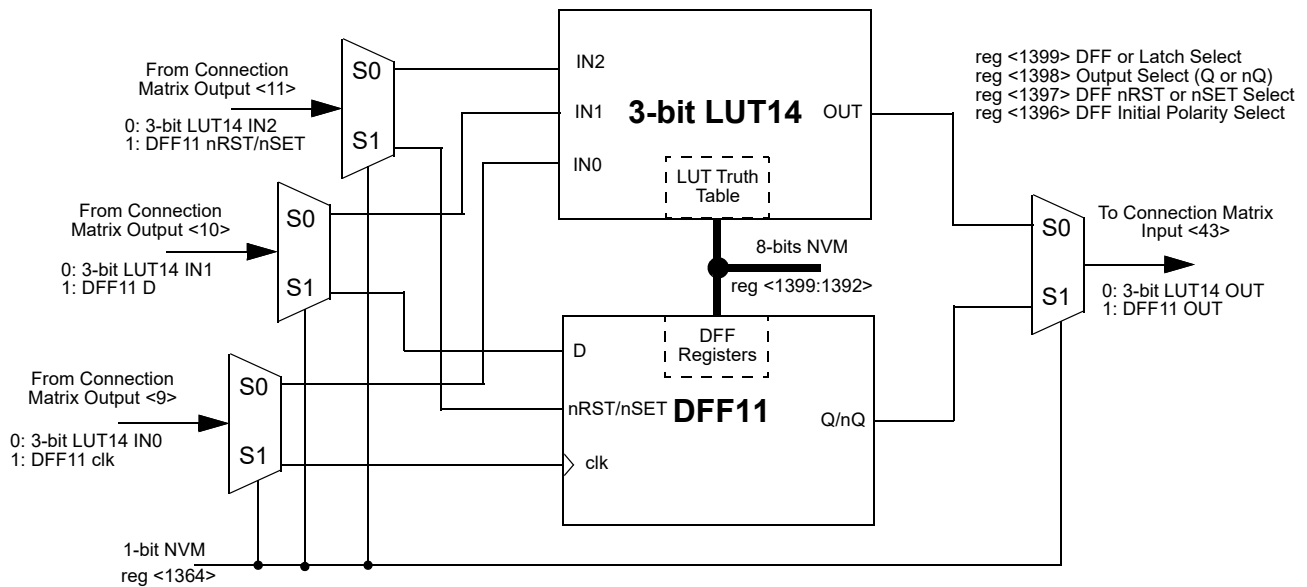 From Connection
Matrix Output <11>
0: 3-bit LUT14 IN2
1: DFF11 nRST/nSET
S0
S1
From Connection
Matrix Output <10>
0: 3-bit LUT14 IN1
1: DFF11 D
S0
S1
From Connection
Matrix Output <9>
0: 3-bit LUT14 IN0
1: DFF11 clk
S0
S1
1-bit NVM
reg <1364>
IN2
IN1
IN0
3-bit LUT14
OUT
LUT Truth
Table
8-bits NVM
reg <1399:1392>
DFF
Registers
D
nRST/nSET
clk
DFF11
Q/nQ
reg <1399> DFF or Latch Select
reg <1398> Output Select (Q or nQ)
reg <1397> DFF nRST or nSET Select
reg <1396> DFF Initial Polarity Select
S0
S1
To Connection Matrix
Input <43>
0: 3-bit LUT14 OUT
1: DFF11 OUT